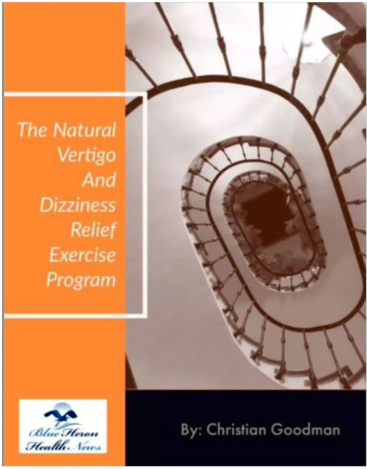 The Natural
Vertigo
And
Dizziness
Relief
Exercise
Program
Blue Heron
Health News
By: Christian Goodman